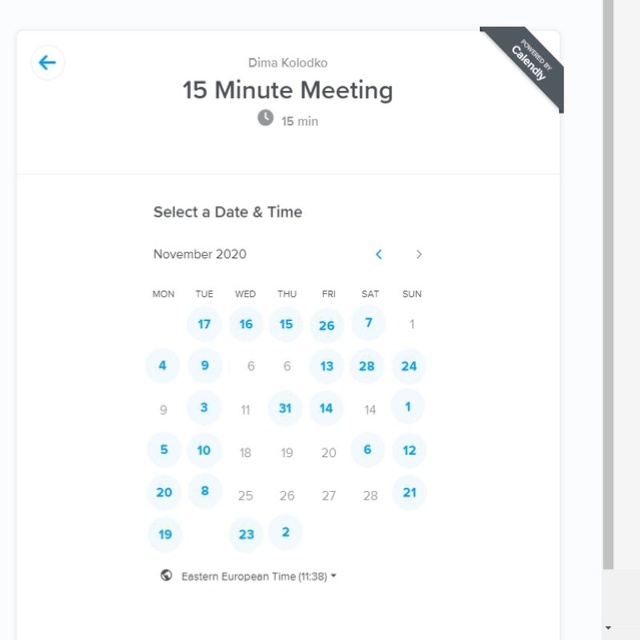 POWERED BY
Calendly
Dima Kolodko
15 Minute Meeting
15 min
Select a Date & Time
November 2020
MON TUE WED THU FRI SAT SUN
17 16 15 26 7 1
4 9 6 6 13 28 24
9 3 11 31 14 14 1
5 10 18 19 20 6 12
20 8 25 26 27 28 21
19 23 2
Eastern European Time (11:38)